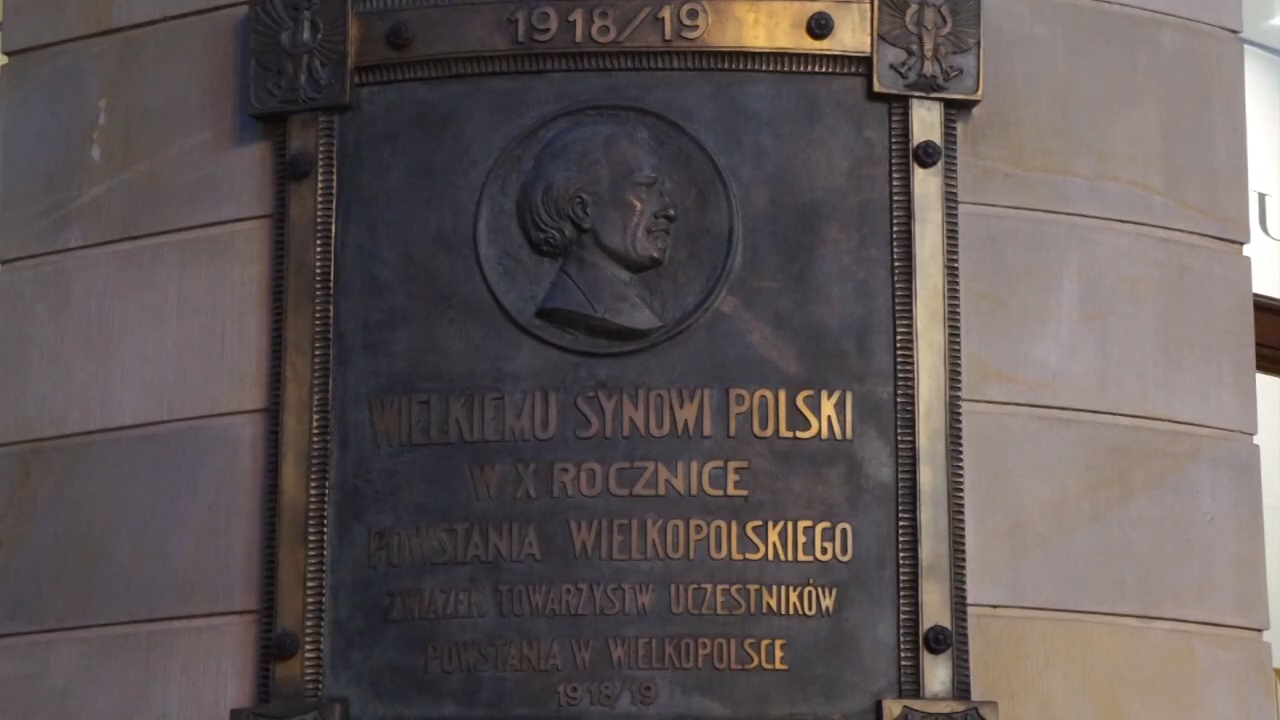 1918/19
WIELKIEMU SYNOWI POLSKI
W X ROCZNICE
POWSTANIA WIELKOPOLSKIEGO
ZWIĄZEK TOWARZYSTW UCZESTNIKÓW
POWSTANIA W WIELKOPOLSCE
1918/19
U